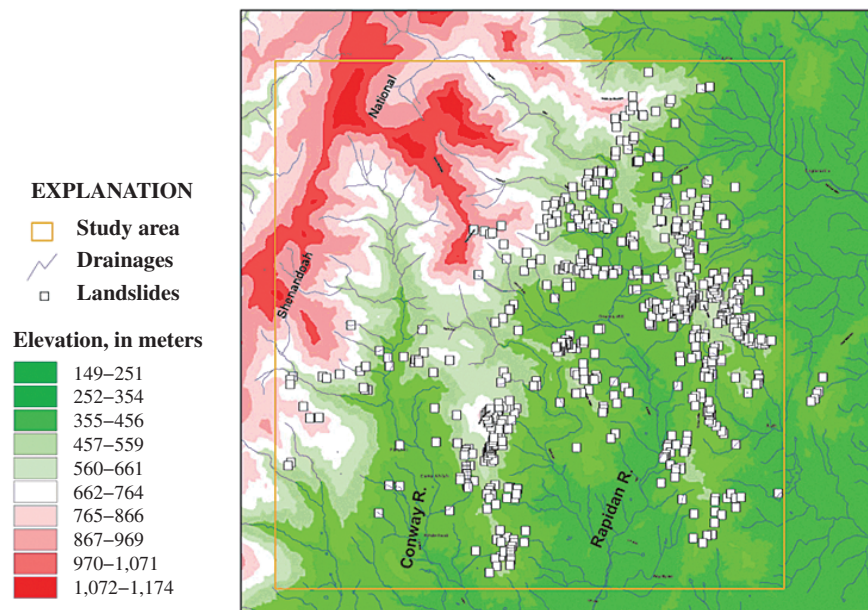 EXPLANATION
Study area
Drainages
Landslides
Elevation, in meters
149–251
252–354
355–456
457–559
560–661
662–764
765–866
867–969
970–1,071
1,072–1,174
National
Shenandoah
Conway R.
Rapidan R.